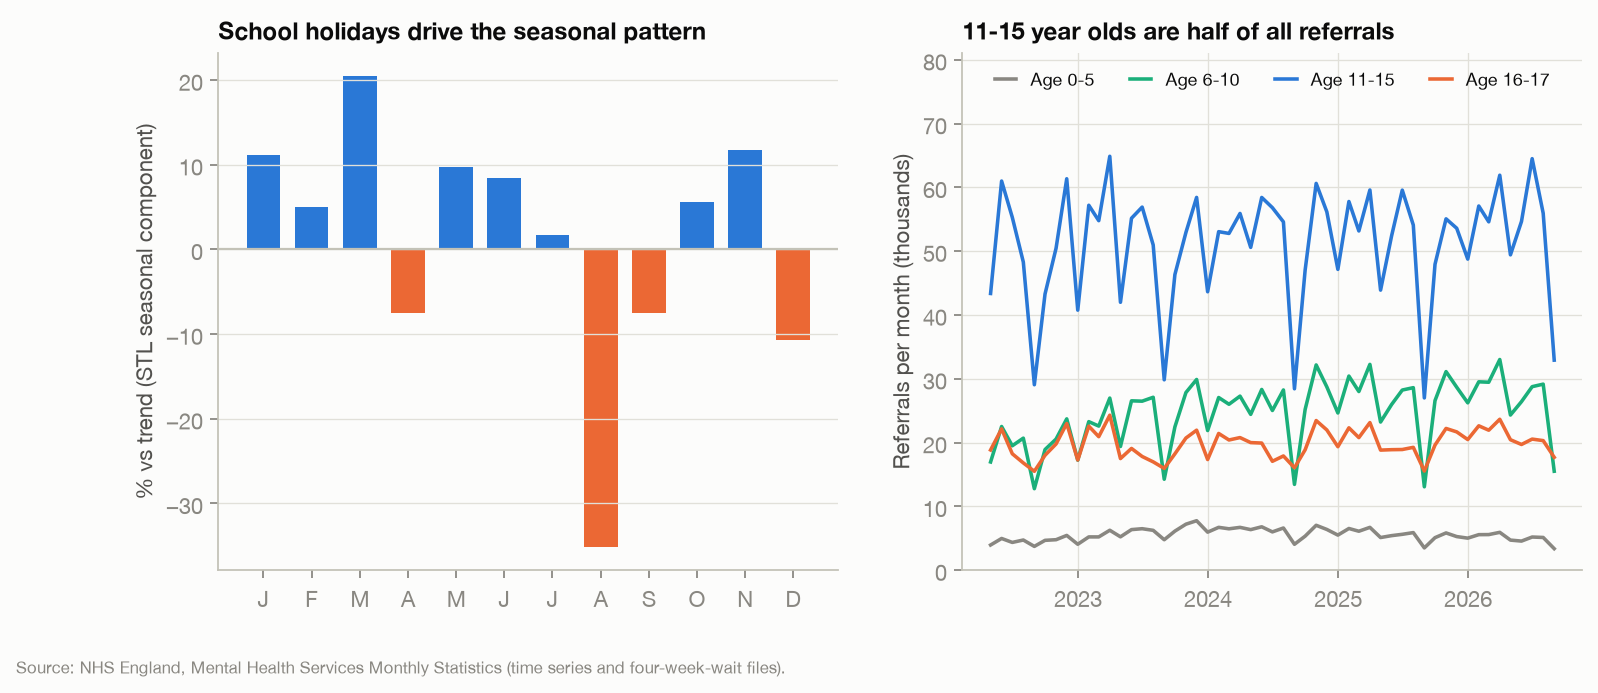 School holidays drive the seasonal pattern
% vs trend (STL seasonal component)
20
10
0
−10
−20
−30
J F M A M J J A S O N D
11-15 year olds are half of all referrals
Age 0-5 Age 6-10 Age 11-15 Age 16-17
Referrals per month (thousands)
80
70
60
50
40
30
20
10
0
2023 2024 2025 2026
Source: NHS England, Mental Health Services Monthly Statistics (time series and four-week-wait files).